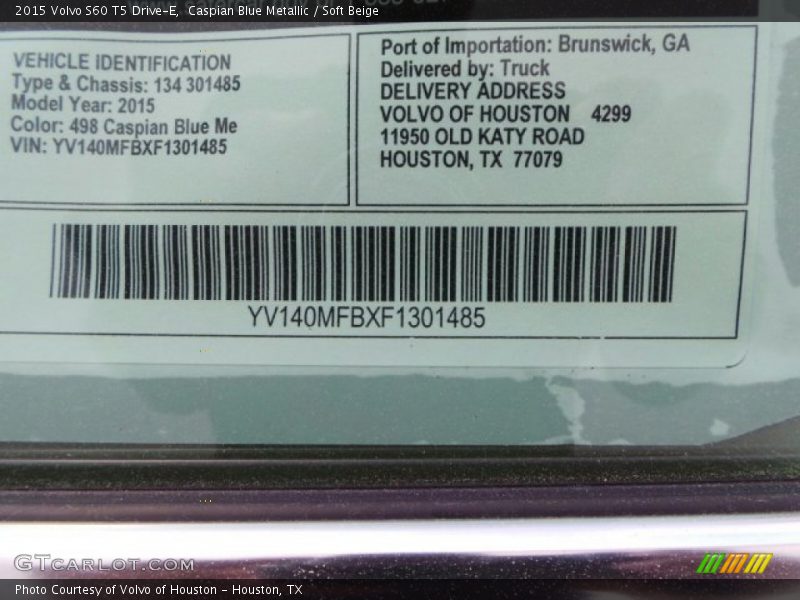 2015 Volvo S60 T5 Drive-E,  Caspian Blue Metallic / Soft Beige
VEHICLE IDENTIFICATION
Type & Chassis: 134 301485
Model Year: 2015
Color: 498 Caspian Blue Me
VIN: YV140MFBXF1301485
Port of Importation: Brunswick, GA
Delivered by: Truck
DELIVERY ADDRESS
VOLVO OF HOUSTON 4299
11950 OLD KATY ROAD
HOUSTON, TX 77079
YV140MFBXF1301485
GTCARLOT.COM
Photo Courtesy of Volvo of Houston - Houston, TX